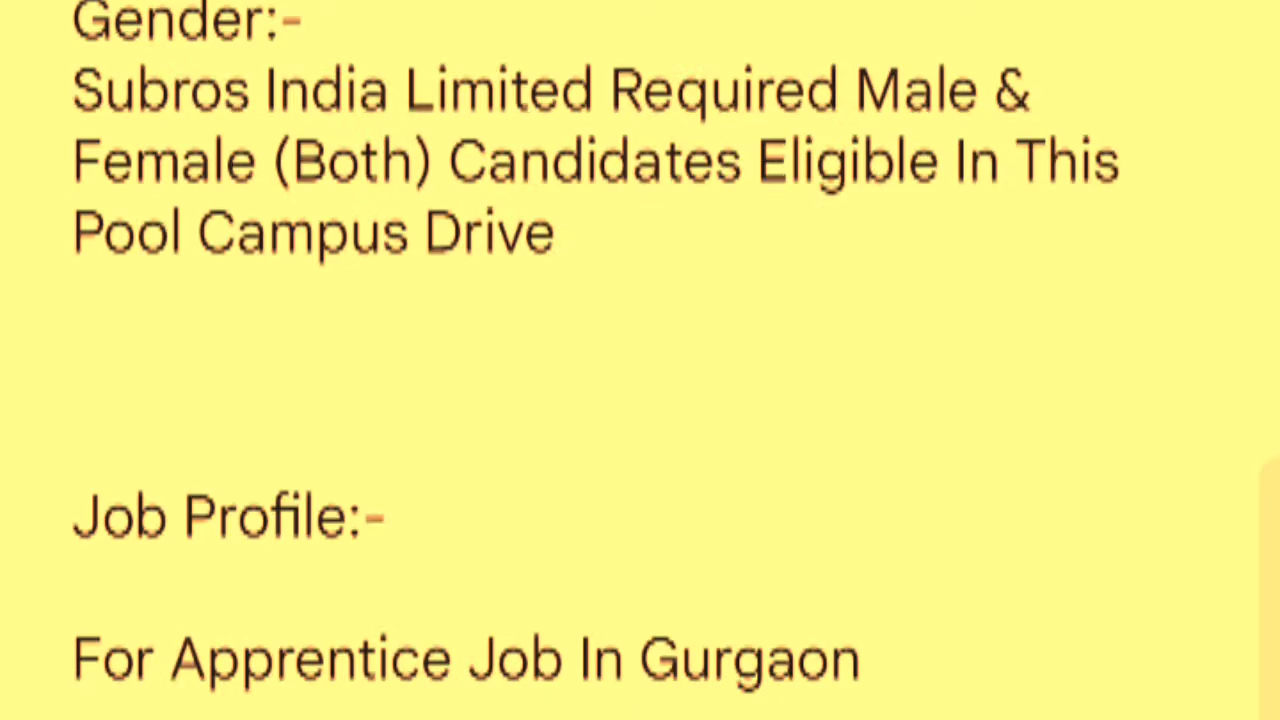 Gender:-
Subros India Limited Required Male &
Female (Both) Candidates Eligible In This
Pool Campus Drive
Job Profile:-
For Apprentice Job In Gurgaon